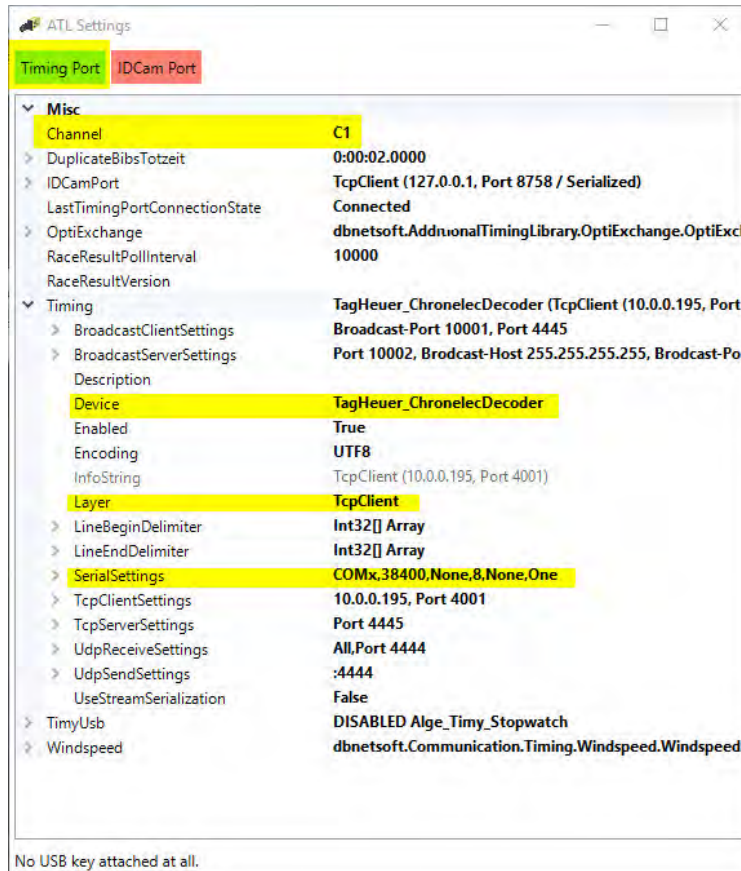 ATL Settings
Timing Port IDCam Port
Misc
Channel C1
DuplicateBibsTotzeit 0:00:02.0000
IDCamPort TcpClient (127.0.0.1, Port 8758 / Serialized)
LastTimingPortConnectionState Connected
OptiExchange dbnetsoft.AdditionalTimingLibrary.OptiExchange.OptiExcl
RaceResultPollInterval 10000
RaceResultVersion
Timing TagHeuer_ChronelecDecoder (TcpClient (10.0.0.195, Port
BroadcastClientSettings Broadcast-Port 10001, Port 4445
BroadcastServerSettings Port 10002, Brodcast-Host 255.255.255.255, Brodcast-Po
Description
Device TagHeuer_ChronelecDecoder
Enabled True
Encoding UTF8
InfoString TcpClient (10.0.0.195, Port 4001)
Layer TcpClient
LineBeginDelimiter Int32[] Array
LineEndDelimiter Int32[] Array
SerialSettings COMx,38400,None,8,None,One
TcpClientSettings 10.0.0.195, Port 4001
TcpServerSettings Port 4445
UdpReceiveSettings All,Port 4444
UdpSendSettings :4444
UseStreamSerialization False
TimyUsb DISABLED Alge_Timy_Stopwatch
Windspeed dbnetsoft.Communication.Timing.Windspeed.Windspeed
No USB key attached at all.